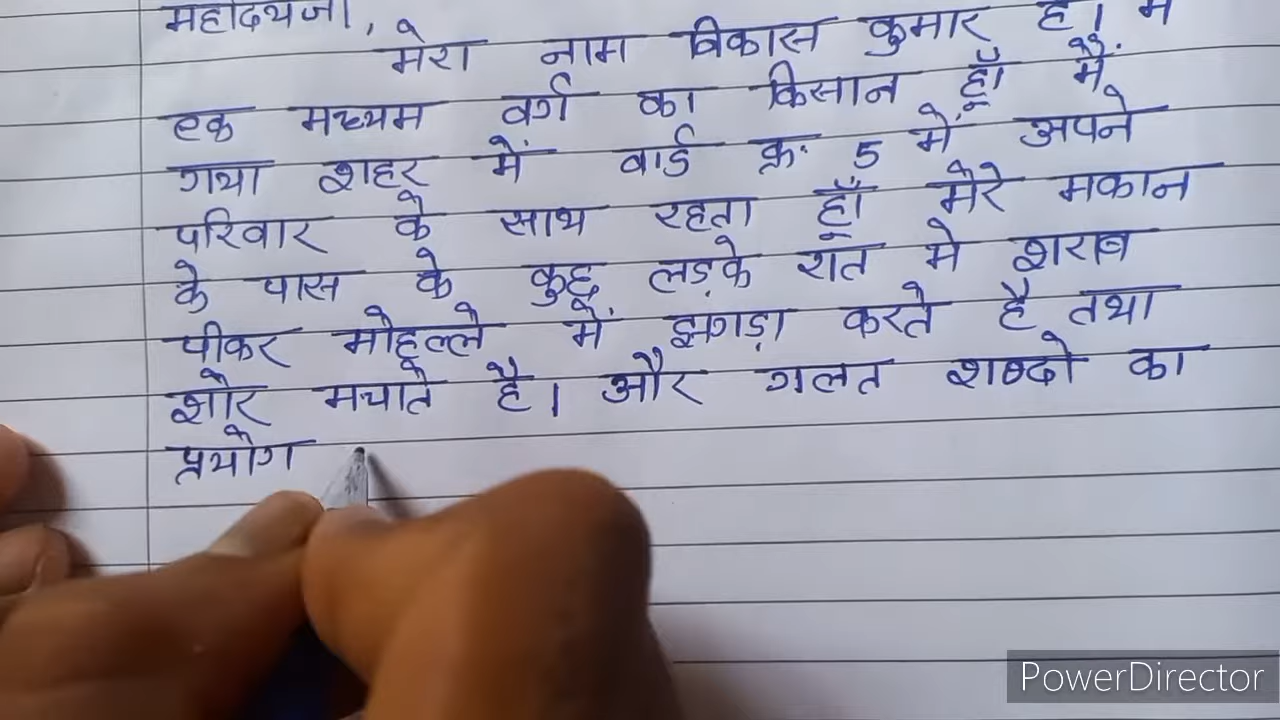 महोदयजी,
मेरा नाम विकास कुमार है। मैं
एक मध्यम वर्ग का किसान हूँ मैं
गया शहर में वार्ड क्र. 5 में अपने
परिवार के साथ रहता हूँ मेरे मकान
के पास के कुछ लड़के रात मे शराब
पीकर मोहल्ले में झगड़ा करते है तथा
शोर मचाते है। और गलत शब्दो का
प्रयोग
PowerDirector